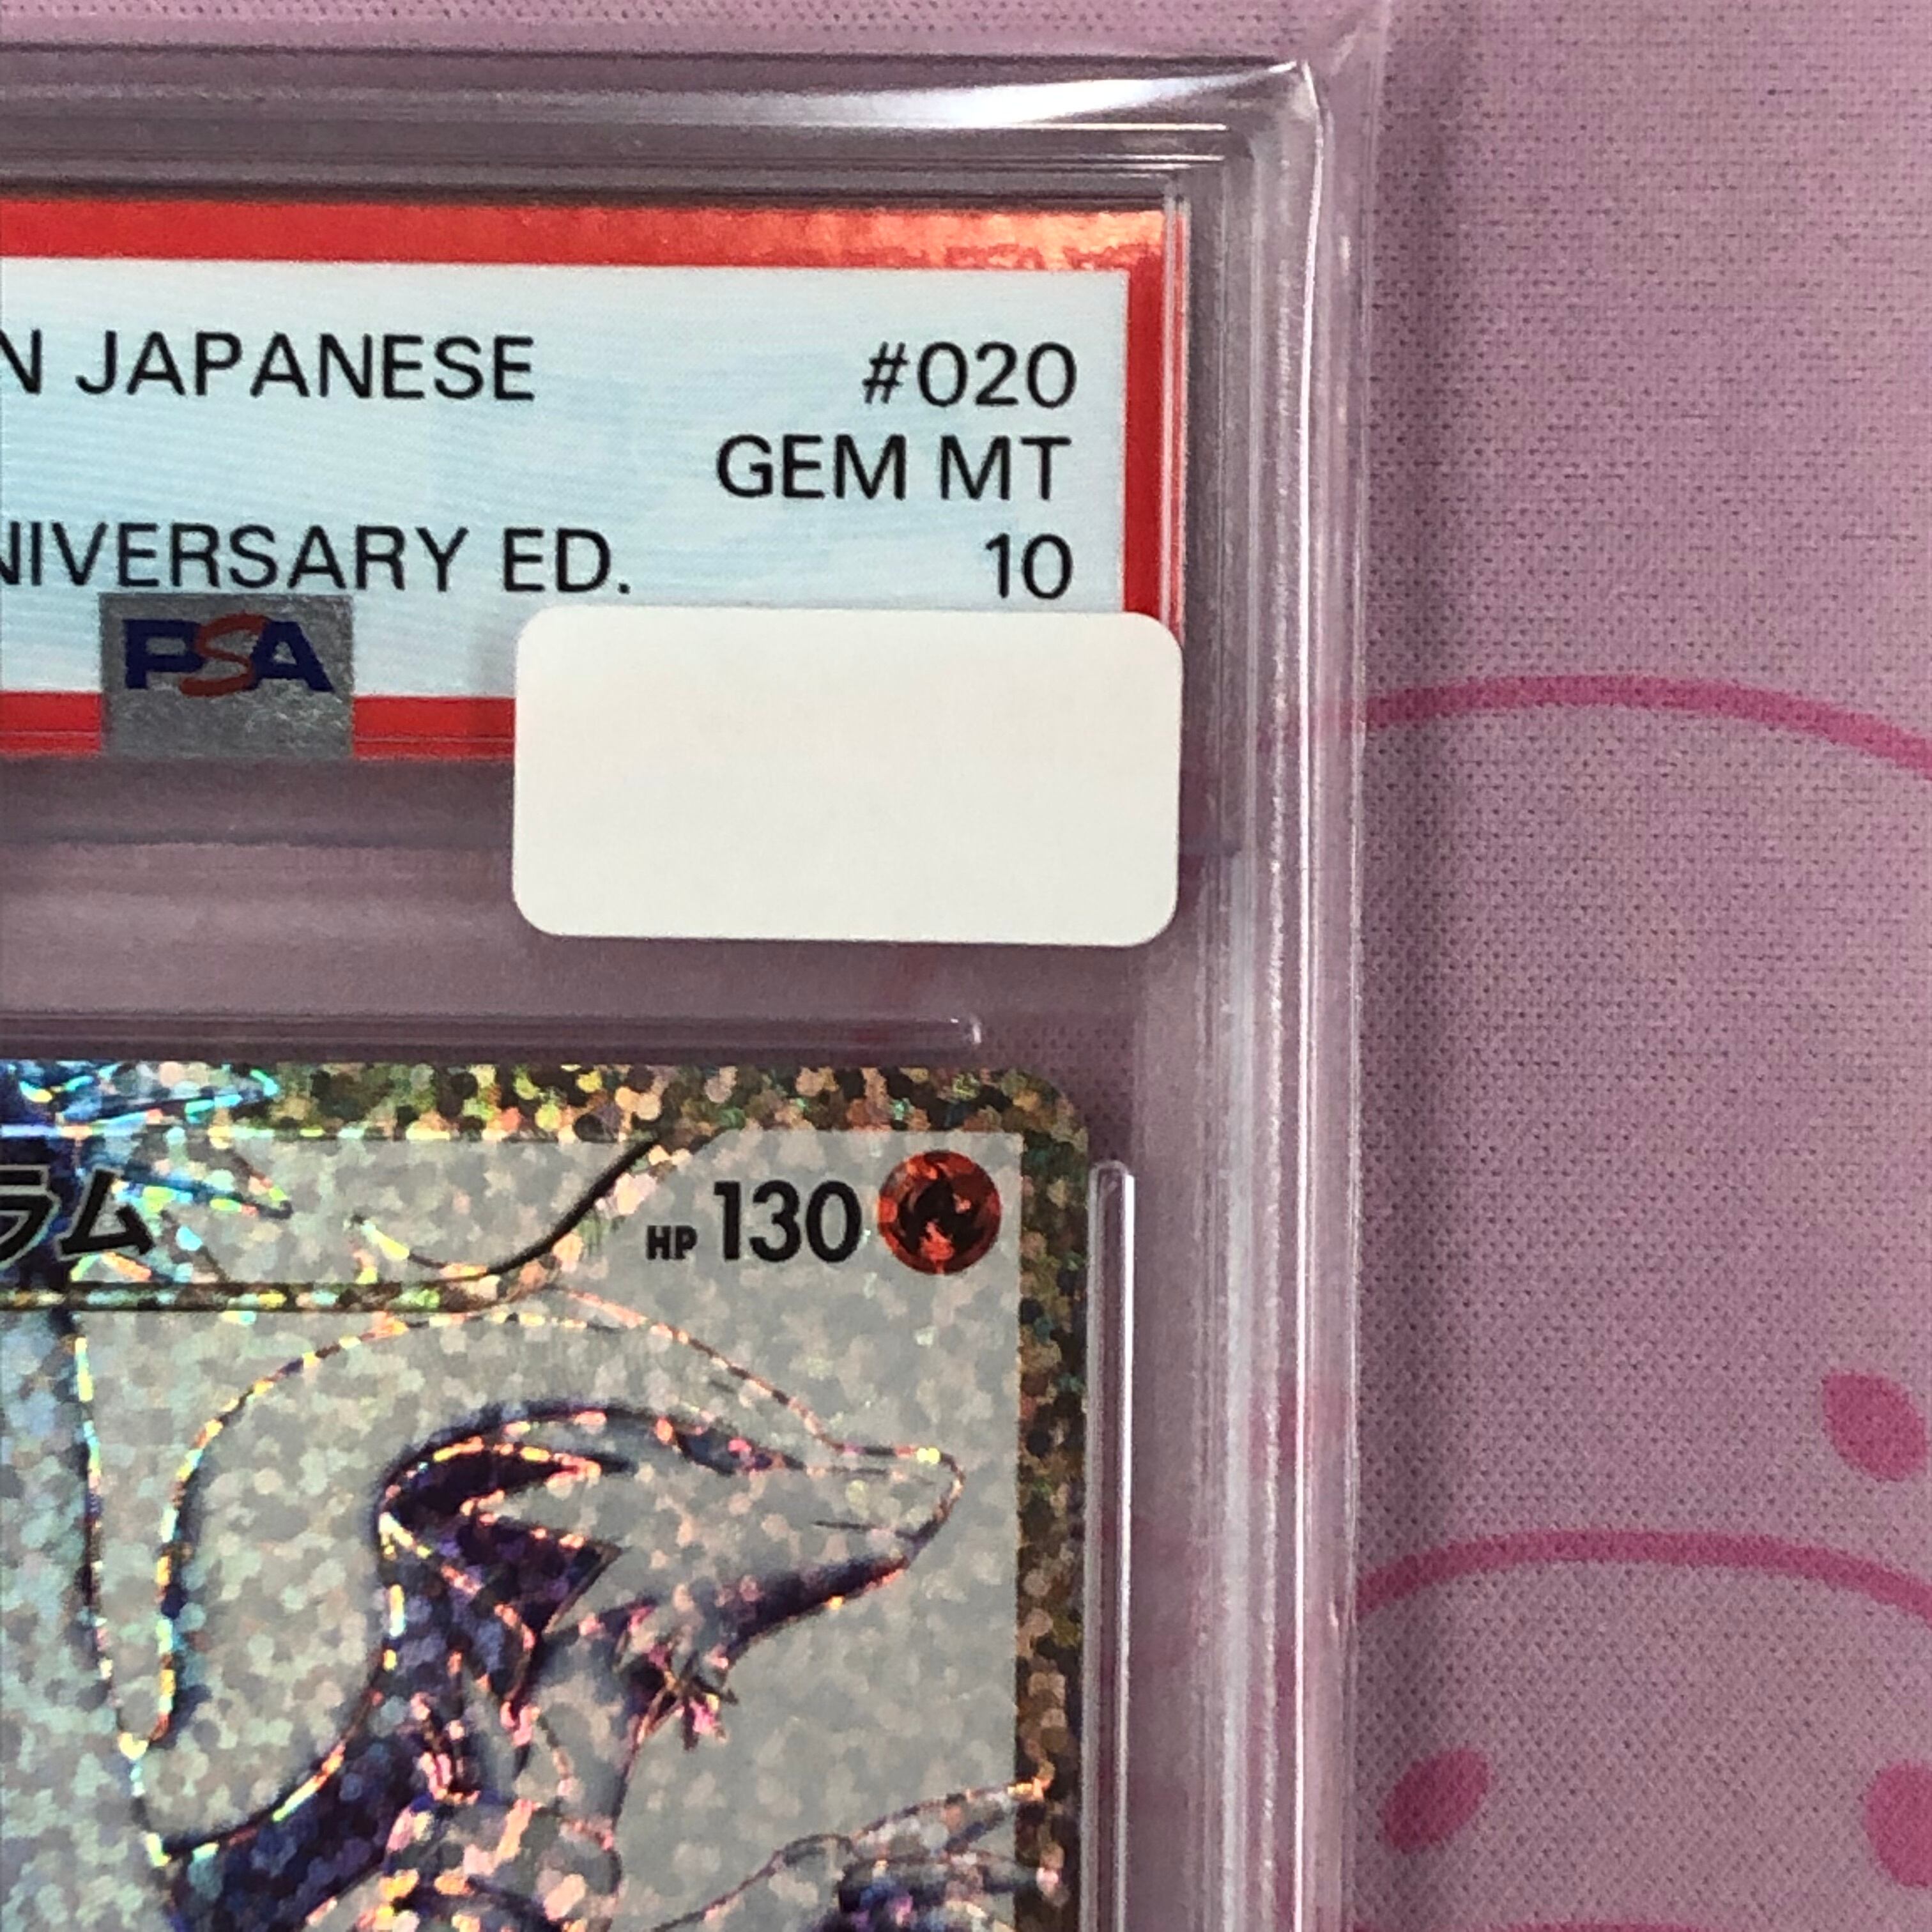 N JAPANESE #020
GEM MT
NIVERSARY ED. 10
PSA
ラム HP 130